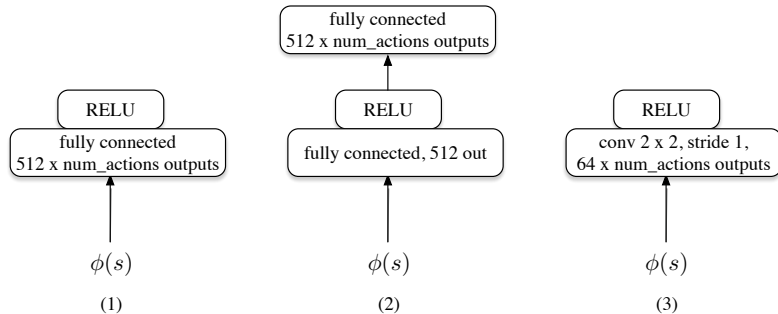 fully connected
512 x num_actions outputs
RELU
fully connected
512 x num_actions outputs
ϕ(s)
(1)
RELU
fully connected, 512 out
ϕ(s)
(2)
RELU
conv 2 x 2, stride 1,
64 x num_actions outputs
ϕ(s)
(3)